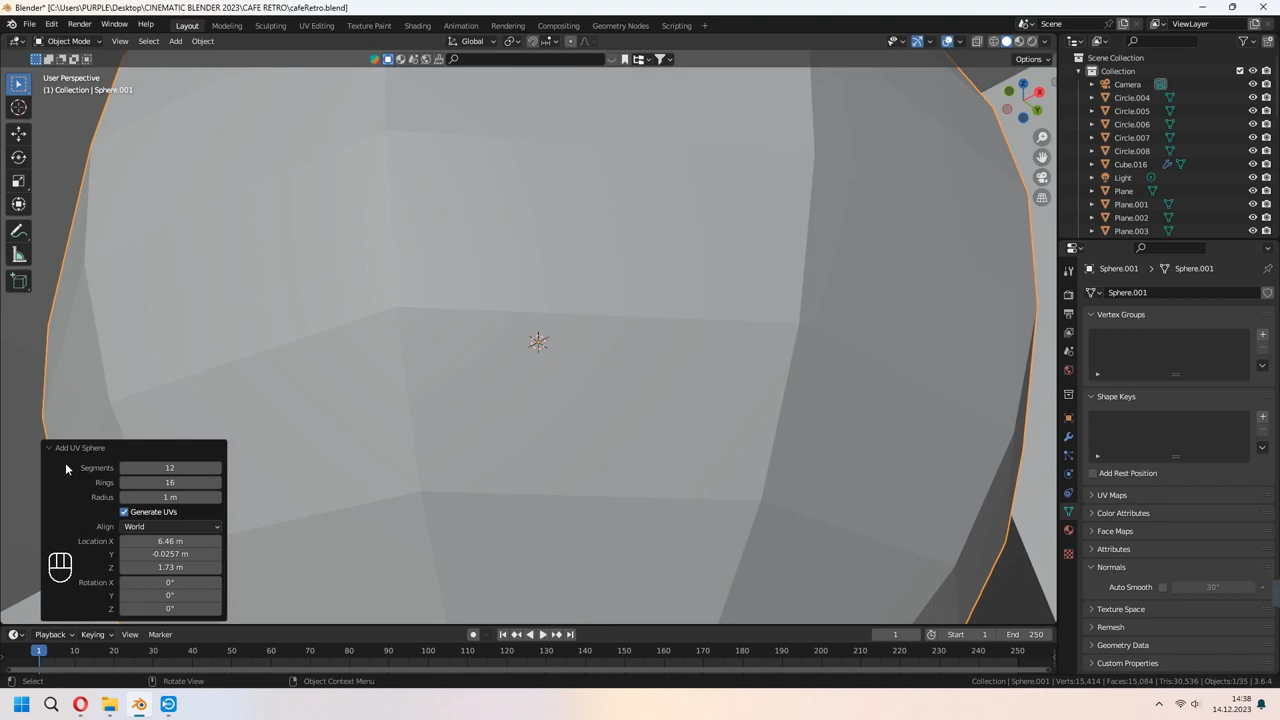 Blender* [C:\Users\PURPLE\Desktop\CINEMATIC BLENDER 2023\CAFE RETRO\cafeRetro.blend]
File Edit Render Window Help Layout Modeling Sculpting UV Editing Texture Paint Shading Animation Rendering Compositing Geometry Nodes Scripting + Scene ViewLayer
Object Mode View Select Add Object Global
Options
User Perspective
(1) Collection | Sphere.001
X
Y
Z
Scene Collection
Collection
Camera
Circle.004
Circle.005
Circle.006
Circle.007
Circle.008
Cube.016
Light
Plane
Plane.001
Plane.002
Plane.003
Sphere.001 > Sphere.001
Sphere.001
Vertex Groups
Shape Keys
Add Rest Position
UV Maps
Color Attributes
Face Maps
Attributes
Normals
Auto Smooth 30°
Texture Space
Remesh
Geometry Data
Custom Properties
Add UV Sphere
Segments 12
Rings 16
Radius 1 m
Generate UVs
Align World
Location X 6.46 m
Y -0.0257 m
Z 1.73 m
Rotation X 0°
Y 0°
Z 0°
Playback Keying View Marker 1 Start 1 End 250
1 10 20 30 40 50 60 70 80 90 100 110 120 130 140 150 160 170 180 190 200 210 220 230 240 250
Select Rotate View Object Context Menu Collection | Sphere.001 | Verts:15,414 | Faces:15,084 | Tris:30,536 | Objects:1/35 | 3.6.4
14:38
14.12.2023